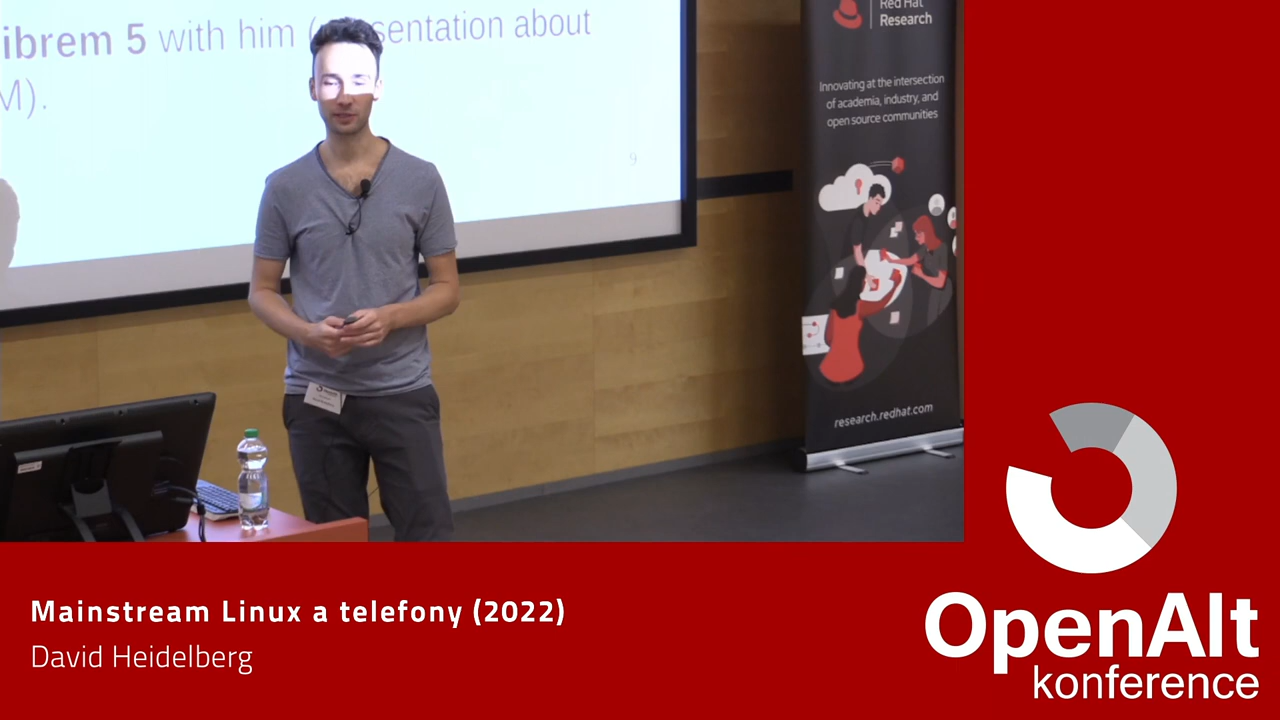 ibrem 5 with him (p sentation about
M).
9
Red Hat
Research
Innovating at the intersection
of academia, industry, and
open source communities
research.redhat.com
Mainstream Linux a telefony (2022)
David Heidelberg
OpenAlt
konference